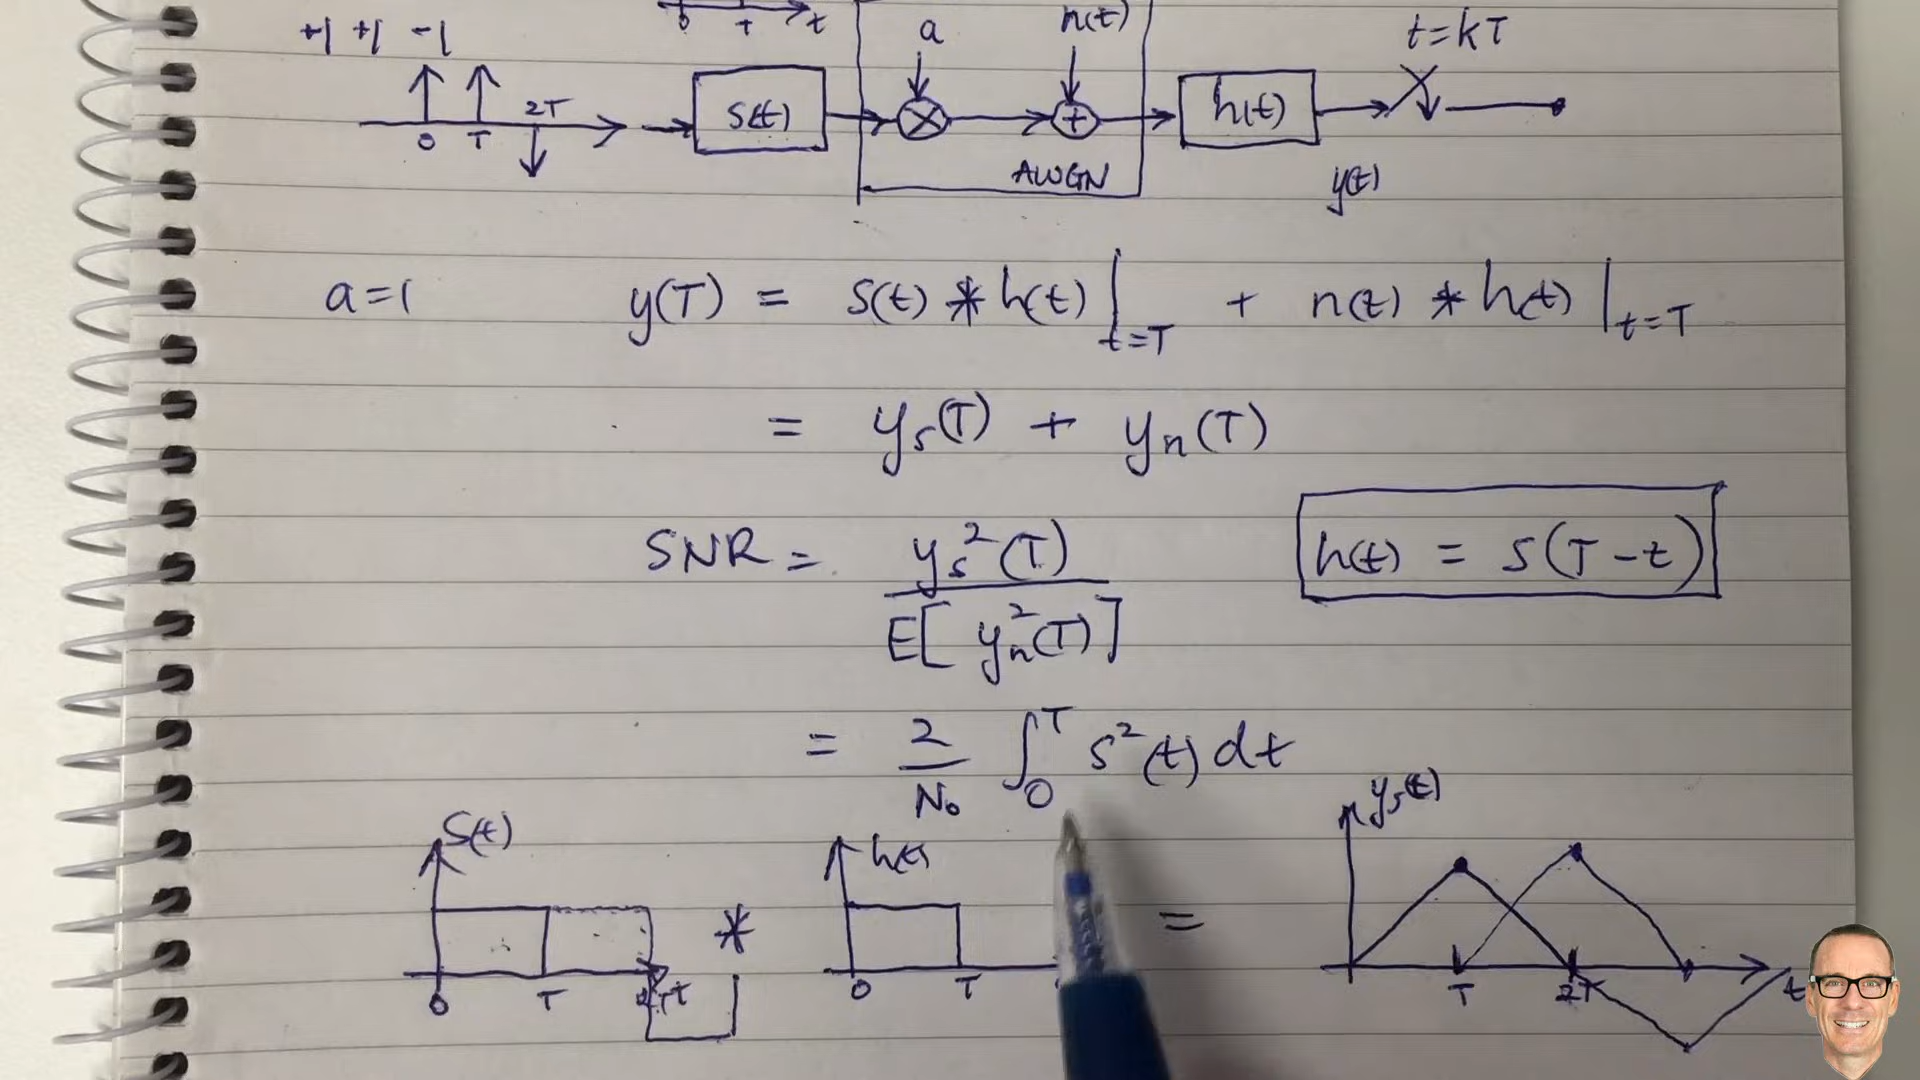 0 T t
+1 +1 -1
a n(t) t=kT
0 T 2T s(t) h(t)
AWGN y(t)
a=1 y(T) = s(t) * h(t) |t=T + n(t) * h(t) |t=T
= yₛ(T) + yₙ(T)
SNR = yₛ²(T) / E[yₙ²(T)]
h(t) = s(T-t)
= 2/N₀ ∫₀ᵀ s²(t) dt
s(t) h(t) yₛ(t)
* =
0 T 2T t 0 T T 2T t